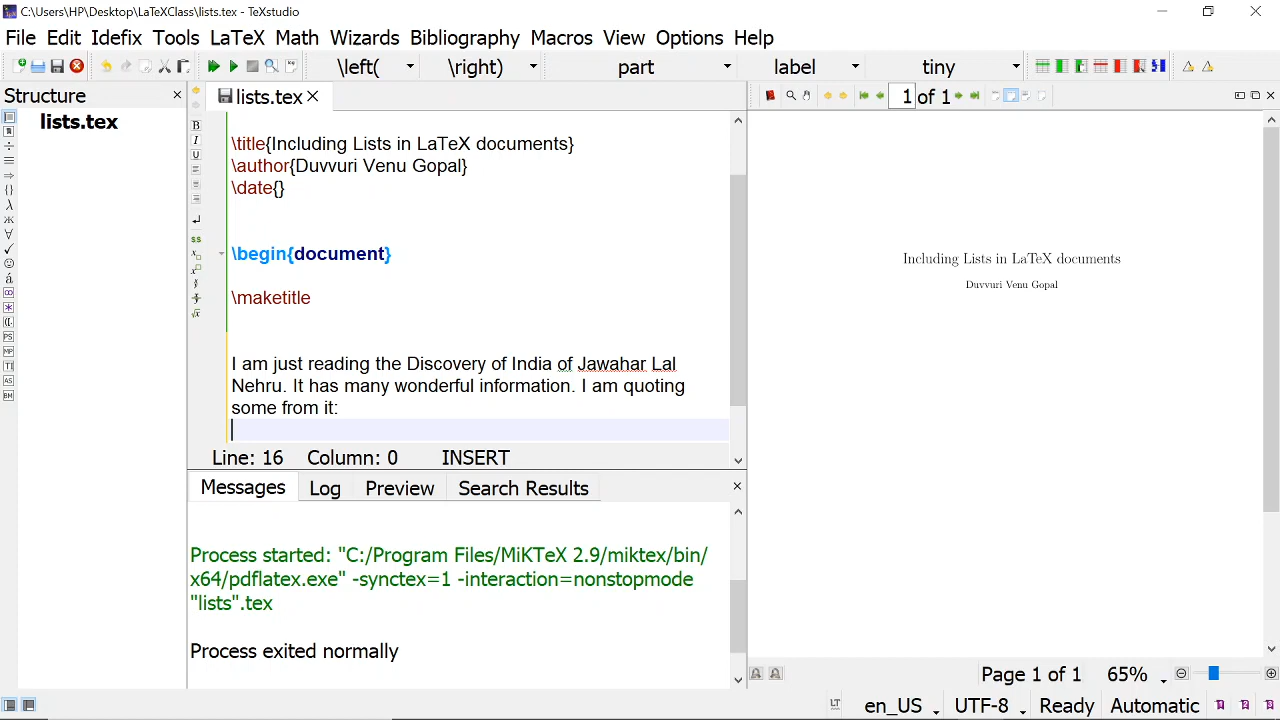 C:\Users\HP\Desktop\LaTeXClass\lists.tex - TeXstudio
File Edit Idefix Tools LaTeX Math Wizards Bibliography Macros View Options Help
\left( \right) part label tiny
Structure
lists.tex
lists.tex
1 of 1
\title{Including Lists in LaTeX documents}
\author{Duvvuri Venu Gopal}
\date{}
\begin{document}
\maketitle
I am just reading the Discovery of India of Jawahar Lal
Nehru. It has many wonderful information. I am quoting
some from it:
Line: 16 Column: 0 INSERT
Messages Log Preview Search Results
Process started: "C:/Program Files/MiKTeX 2.9/miktex/bin/
x64/pdflatex.exe" -synctex=1 -interaction=nonstopmode
"lists".tex
Process exited normally
Including Lists in LaTeX documents
Duvvuri Venu Gopal
Page 1 of 1 65%
LT en_US UTF-8 Ready Automatic